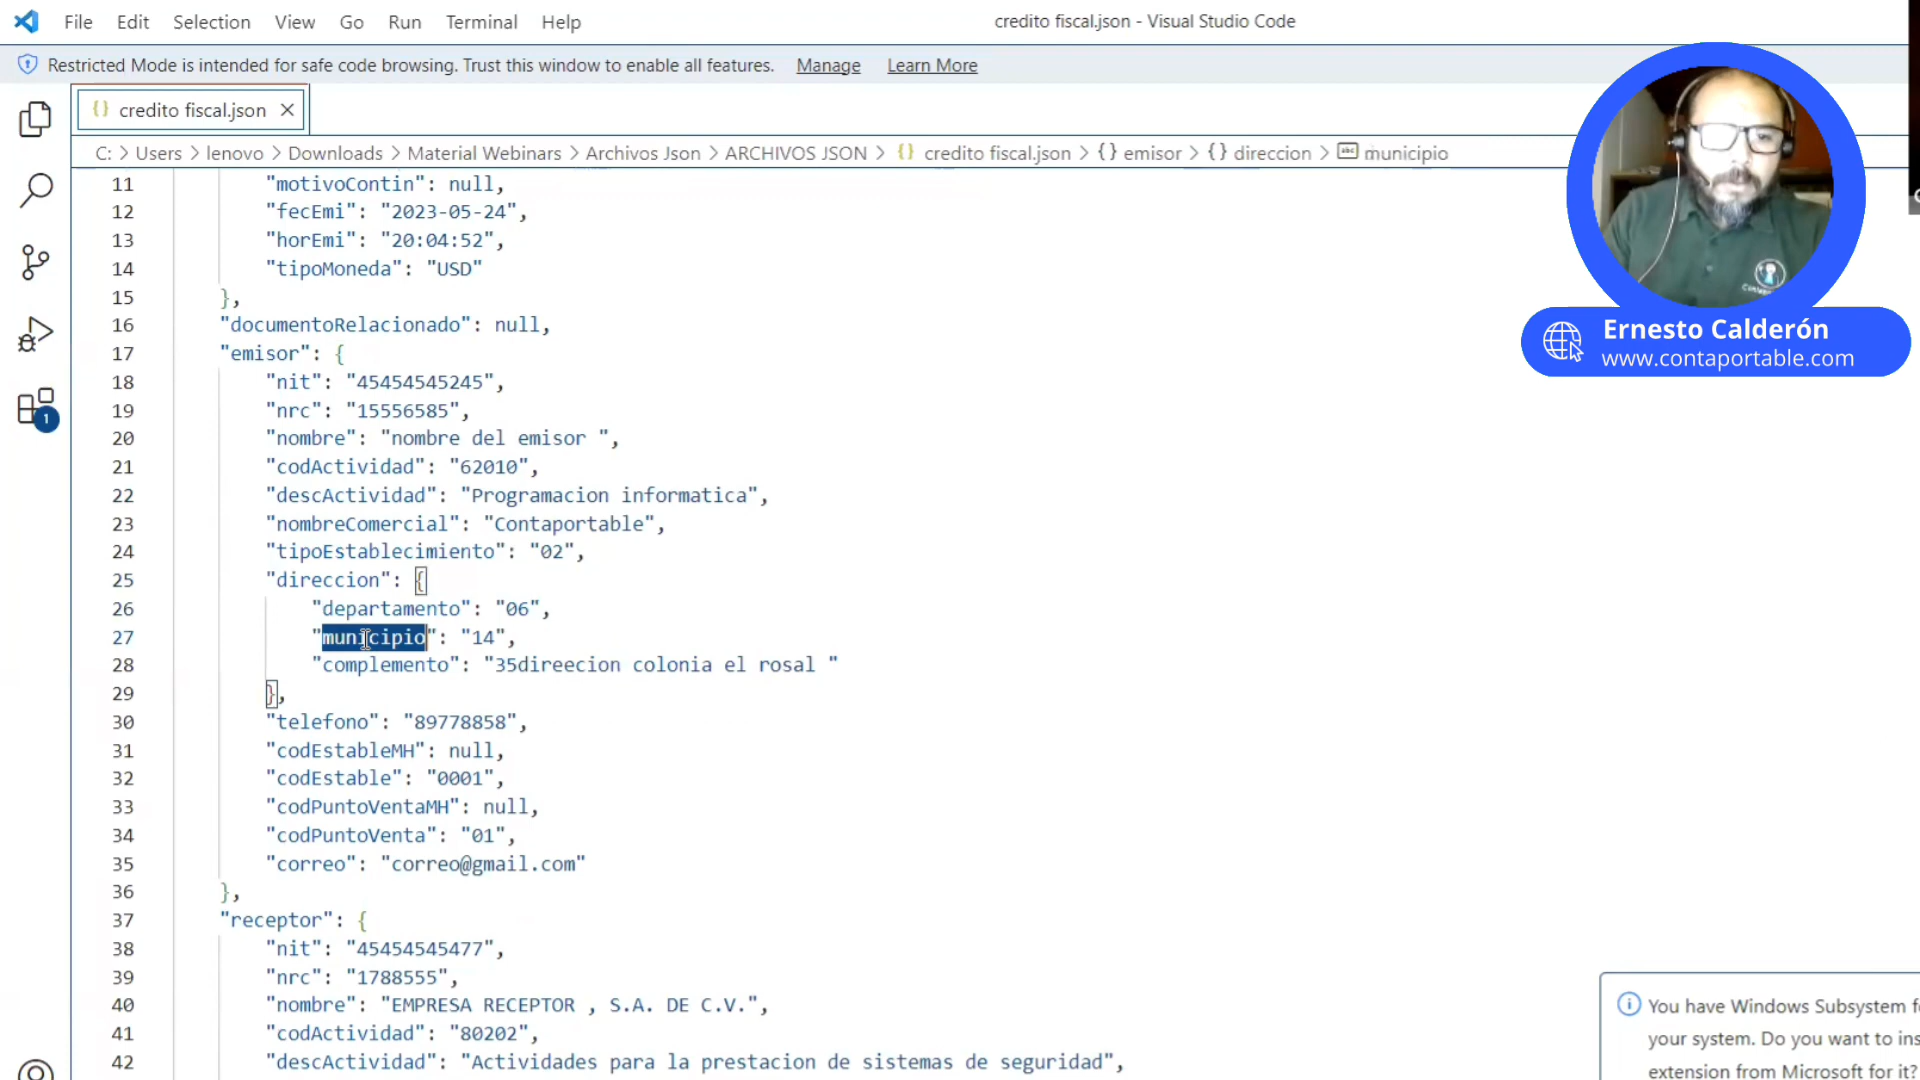 File Edit Selection View Go Run Terminal Help
credito fiscal.json - Visual Studio Code
Restricted Mode is intended for safe code browsing. Trust this window to enable all features. Manage Learn More
{} credito fiscal.json ×
C: > Users > lenovo > Downloads > Material Webinars > Archivos Json > ARCHIVOS JSON > {} credito fiscal.json > {} emisor > {} direccion > abc municipio
11 "motivoContin": null,
12 "fecEmi": "2023-05-24",
13 "horEmi": "20:04:52",
14 "tipoMoneda": "USD"
15 },
16 "documentoRelacionado": null,
17 "emisor": {
18 "nit": "45454545245",
19 "nrc": "15556585",
20 "nombre": "nombre del emisor ",
21 "codActividad": "62010",
22 "descActividad": "Programacion informatica",
23 "nombreComercial": "Contaportable",
24 "tipoEstablecimiento": "02",
25 "direccion": {
26 "departamento": "06",
27 "municipio": "14",
28 "complemento": "35direecion colonia el rosal "
29 },
30 "telefono": "89778858",
31 "codEstableMH": null,
32 "codEstable": "0001",
33 "codPuntoVentaMH": null,
34 "codPuntoVenta": "01",
35 "correo": "correo@gmail.com"
36 },
37 "receptor": {
38 "nit": "45454545477",
39 "nrc": "1788555",
40 "nombre": "EMPRESA RECEPTOR , S.A. DE C.V.",
41 "codActividad": "80202",
42 "descActividad": "Actividades para la prestacion de sistemas de seguridad",
1
Ernesto Calderón
www.contaportable.com
You have Windows Subsystem f
your system. Do you want to ins
extension from Microsoft for it?